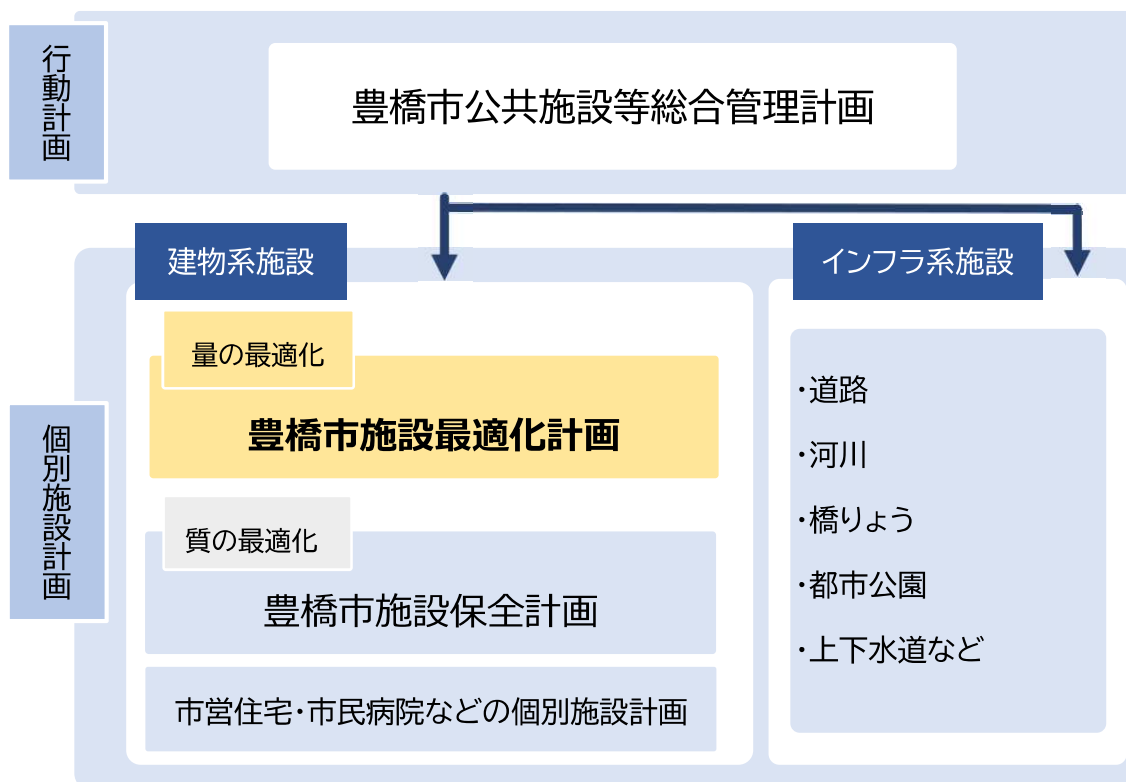 行動計画
豊橋市公共施設等総合管理計画
個別施設計画
建物系施設
量の最適化
豊橋市施設最適化計画
質の最適化
豊橋市施設保全計画
市営住宅・市民病院などの個別施設計画
インフラ系施設
・道路
・河川
・橋りょう
・都市公園
・上下水道など